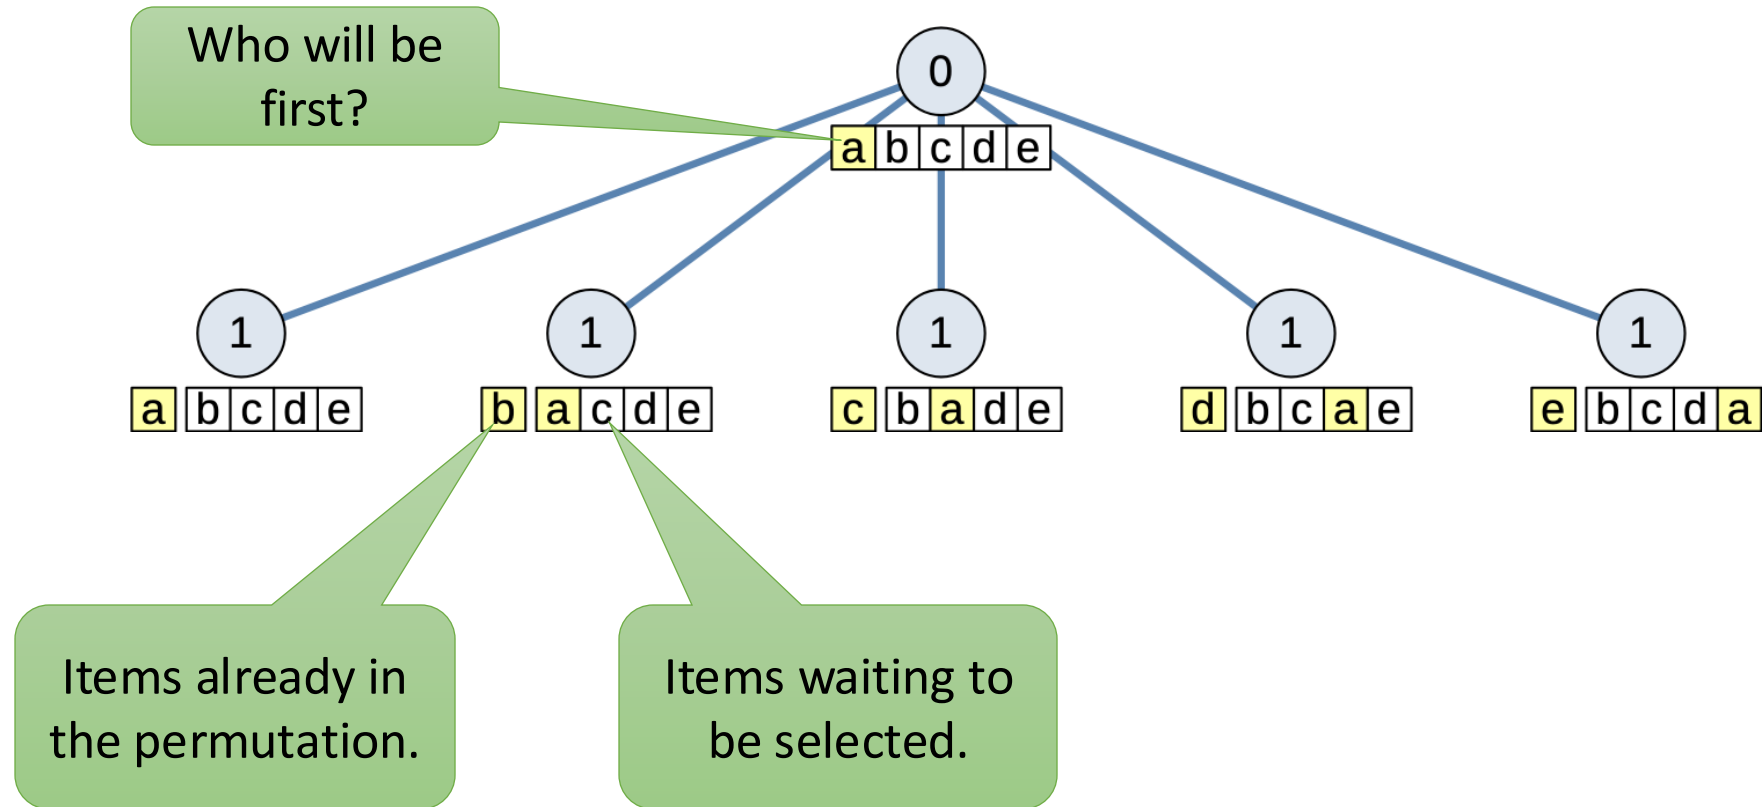 Who will be
first?
0
a b c d e
1 1 1 1 1
a b c d e b a c d e c b a d e d b c a e e b c d a
Items already in
the permutation.
Items waiting to
be selected.